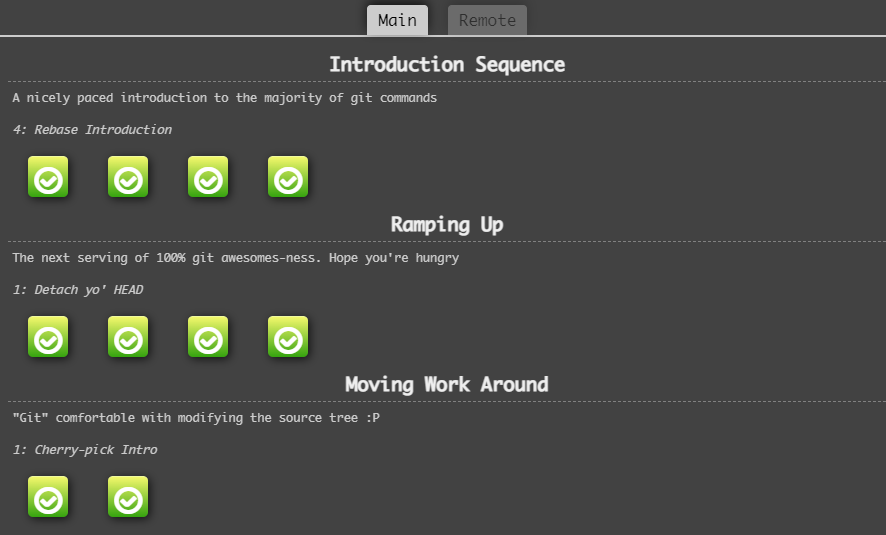 Main Remote
Introduction Sequence
A nicely paced introduction to the majority of git commands
4: Rebase Introduction
Ramping Up
The next serving of 100% git awesomes-ness. Hope you're hungry
1: Detach yo' HEAD
Moving Work Around
"Git" comfortable with modifying the source tree :P
1: Cherry-pick Intro